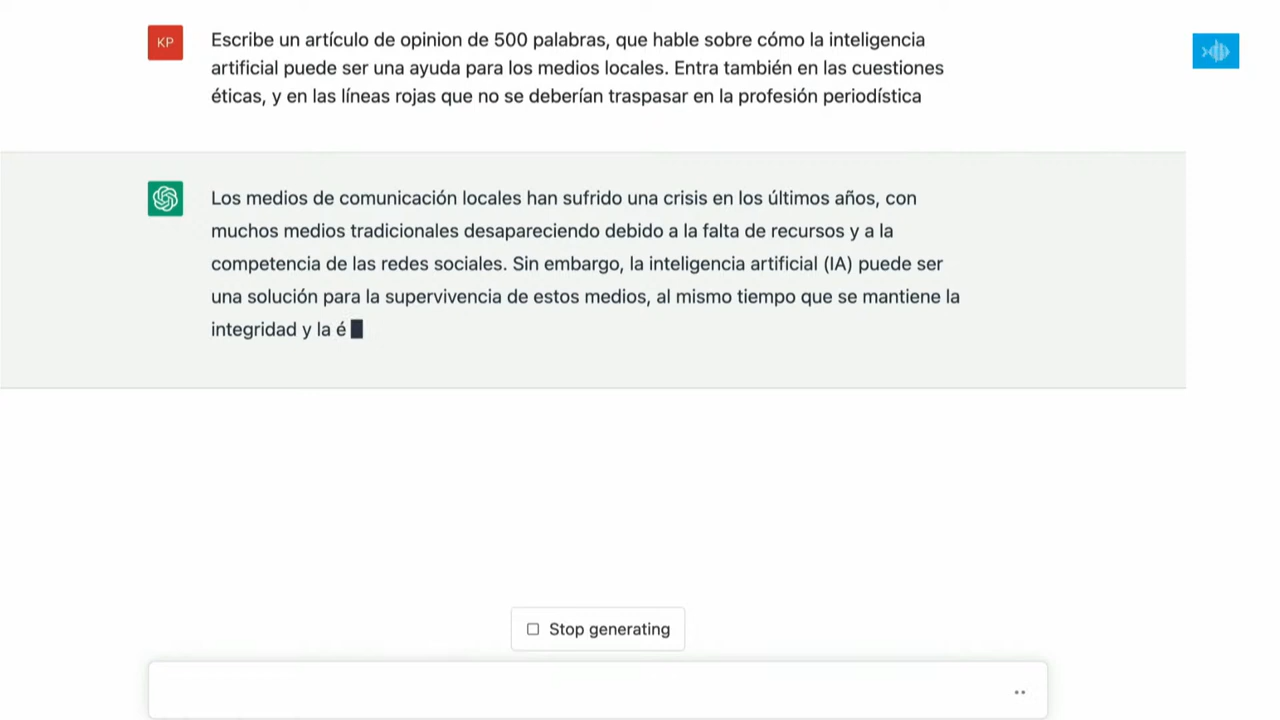 KP
Escribe un artículo de opinion de 500 palabras, que hable sobre cómo la inteligencia
artificial puede ser una ayuda para los medios locales. Entra también en las cuestiones
éticas, y en las líneas rojas que no se deberían traspasar en la profesión periodística
Los medios de comunicación locales han sufrido una crisis en los últimos años, con
muchos medios tradicionales desapareciendo debido a la falta de recursos y a la
competencia de las redes sociales. Sin embargo, la inteligencia artificial (IA) puede ser
una solución para la supervivencia de estos medios, al mismo tiempo que se mantiene la
integridad y la é
Stop generating